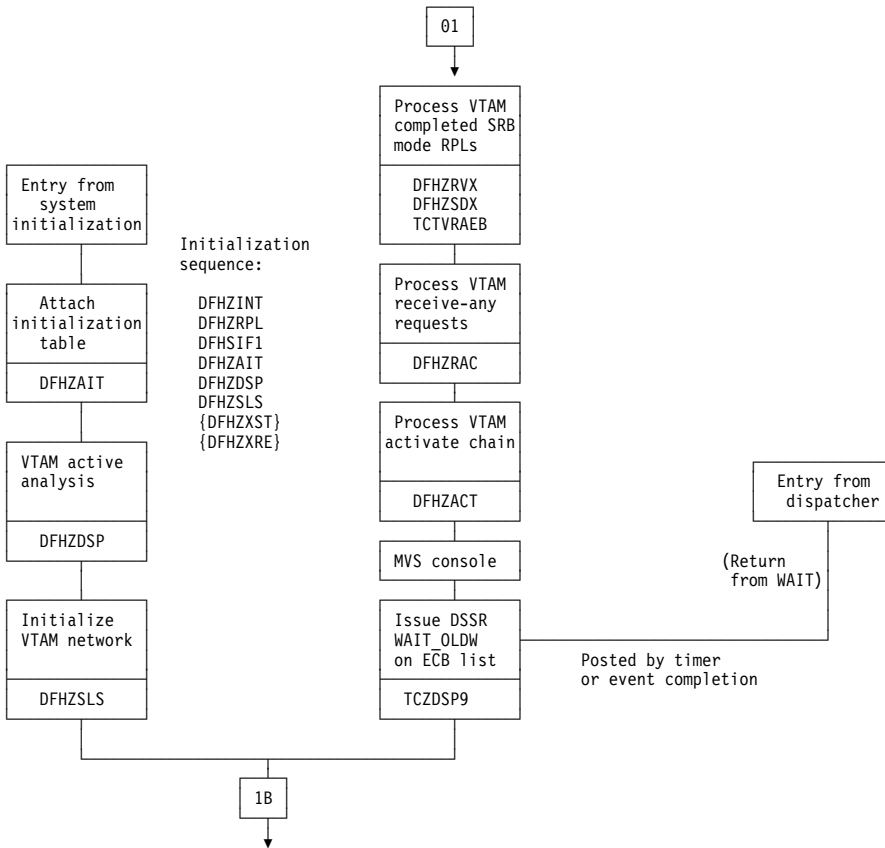 01
Process VTAM
completed SRB
mode RPLs
DFHZRVX
DFHZSDX
TCTVRAEB
Entry from
system
initialization
Initialization
sequence:
DFHZINT
DFHZRPL
DFHSIF1
DFHZAIT
DFHZDSP
DFHZSLS
{DFHZXST}
{DFHZXRE}
Attach
initialization
table
DFHZAIT
Process VTAM
receive-any
requests
DFHZRAC
Process VTAM
activate chain
DFHZACT
VTAM active
analysis
DFHZDSP
Entry from
dispatcher
MVS console
(Return
from WAIT)
Initialize
VTAM network
DFHZSLS
Issue DSSR
WAIT_OLDW
on ECB list
TCZDSP9
Posted by timer
or event completion
1B